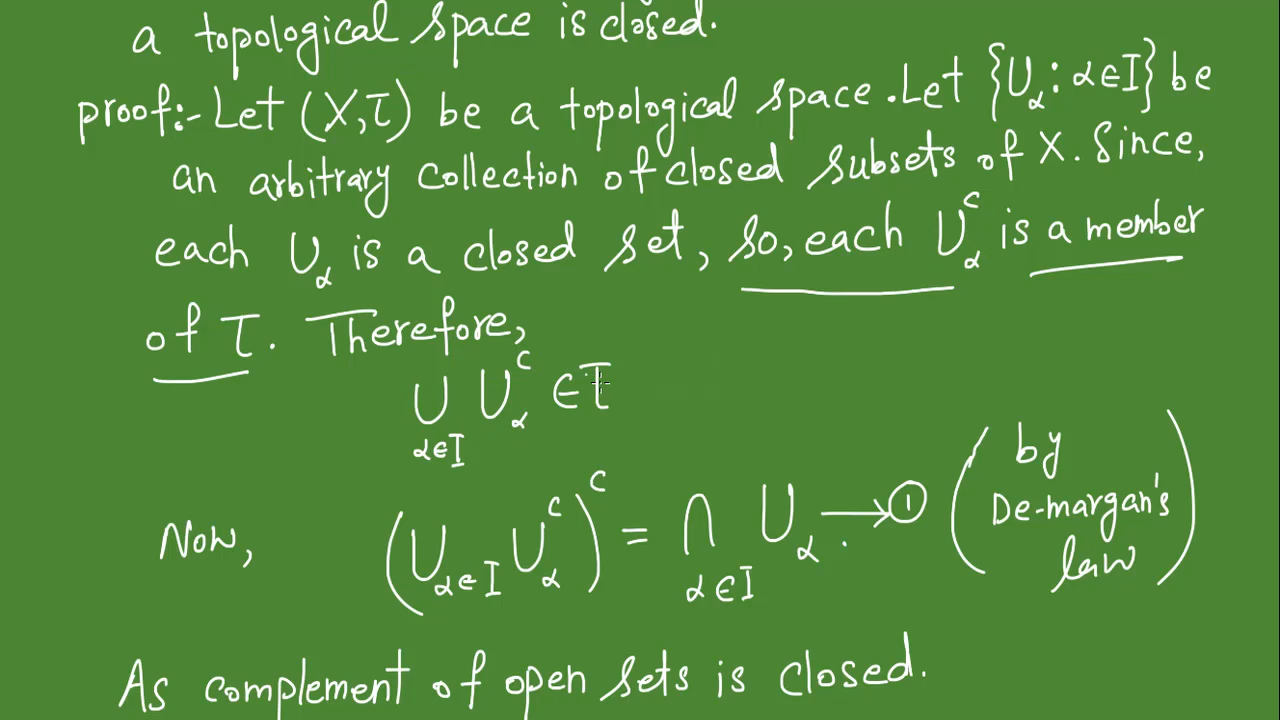 a topological space is closed.
proof:- Let (X,τ) be a topological space. Let {U_α : α∈I} be
an arbitrary collection of closed subsets of X. Since,
each U_α is a closed set, so, each U_α^c is a member
of τ. Therefore,
∪_{α∈I} U_α^c ∈ τ
Now, (∪_{α∈I} U_α^c)^c = ∩_{α∈I} U_α. → ① (by De-margan's law)
As complement of open sets is closed.